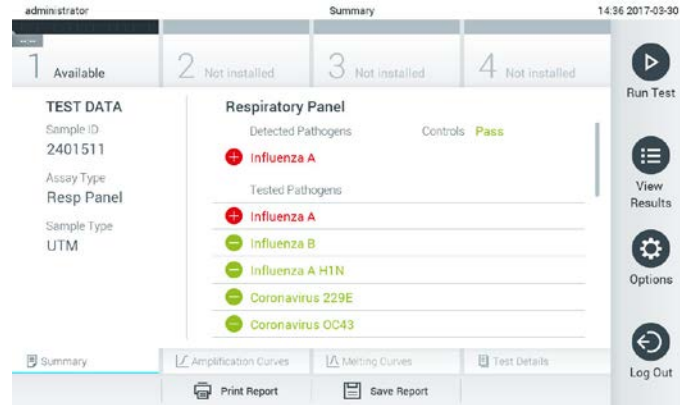 administrator Summary 14:36 2017-03-30
1 Available 2 Not installed 3 Not installed 4 Not installed
Run Test
TEST DATA
Sample ID
2401511
Assay Type
Resp Panel
Sample Type
UTM
Respiratory Panel
Detected Pathogens Controls Pass
Influenza A
Tested Pathogens
Influenza A
Influenza B
Influenza A H1N
Coronavirus 229E
Coronavirus OC43
View
Results
Options
Log Out
Summary Amplification Curves Melting Curves Test Details
Print Report Save Report